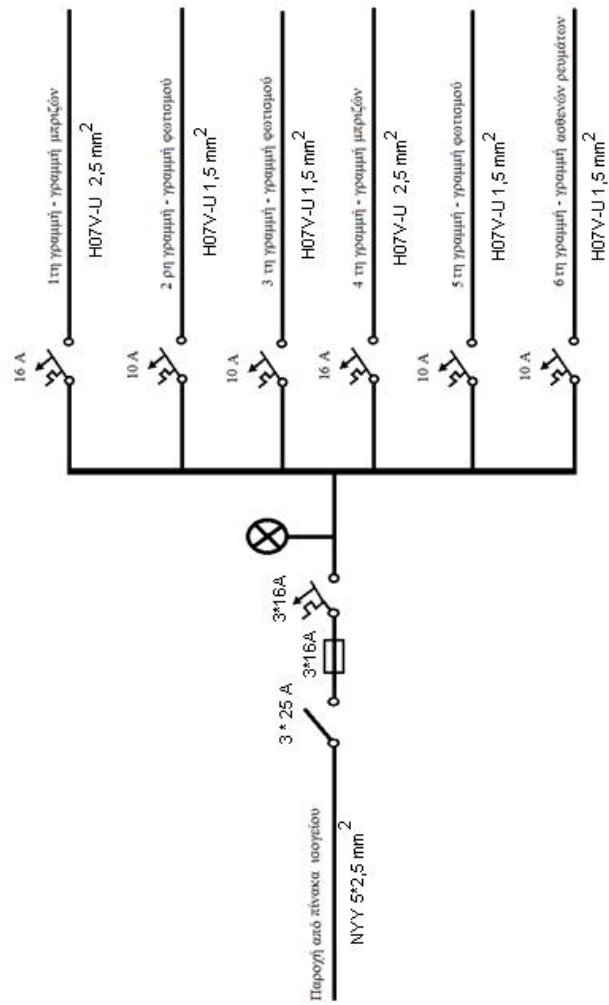 Παροχή από πίνακα ισογείου
NYY 5*2,5 mm²
3 * 25 A
3*16A
3*16A
16 A
1τη γραμμή - γραμμή μπριζών
H07V-U 2,5 mm²
10 A
2 ρη γραμμή - γραμμή φωτισμού
H07V-U 1,5 mm²
10 A
3 τη γραμμή - γραμμή φωτισμού
H07V-U 1,5 mm²
16 A
4 τη γραμμή - γραμμή μπριζών
H07V-U 2,5 mm²
10 A
5 τη γραμμή - γραμμή φωτισμού
H07V-U 1,5 mm²
10 A
6 τη γραμμή - γραμμή ασθενών ρευμάτων
H07V-U 1,5 mm²